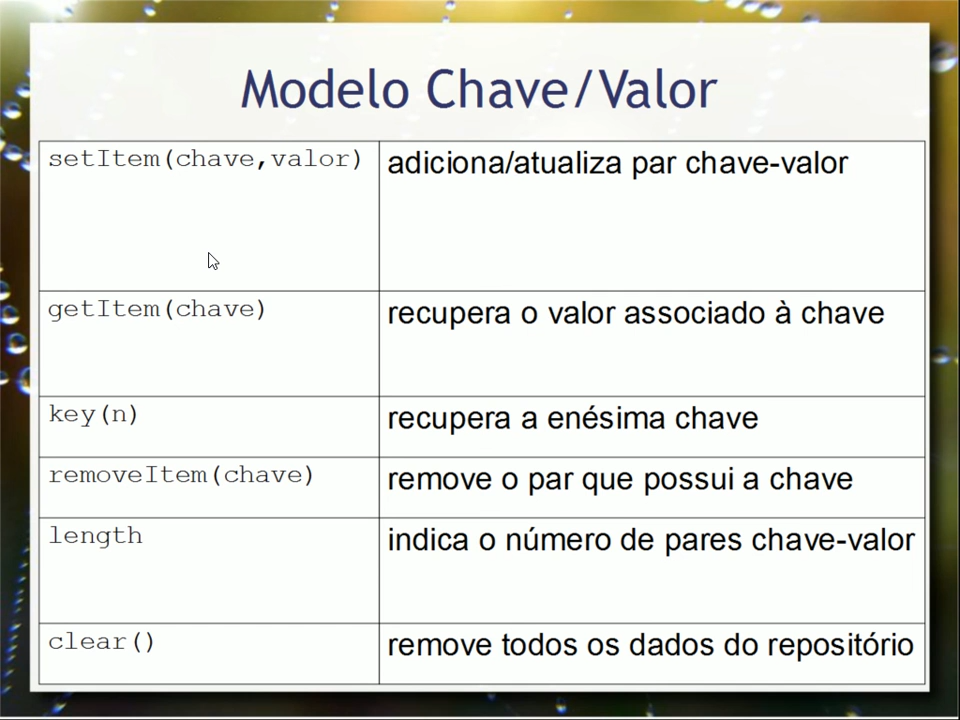 Modelo Chave/Valor
setItem(chave,valor) adiciona/atualiza par chave-valor
getItem(chave) recupera o valor associado à chave
key(n) recupera a enésima chave
removeItem(chave) remove o par que possui a chave
length indica o número de pares chave-valor
clear() remove todos os dados do repositório